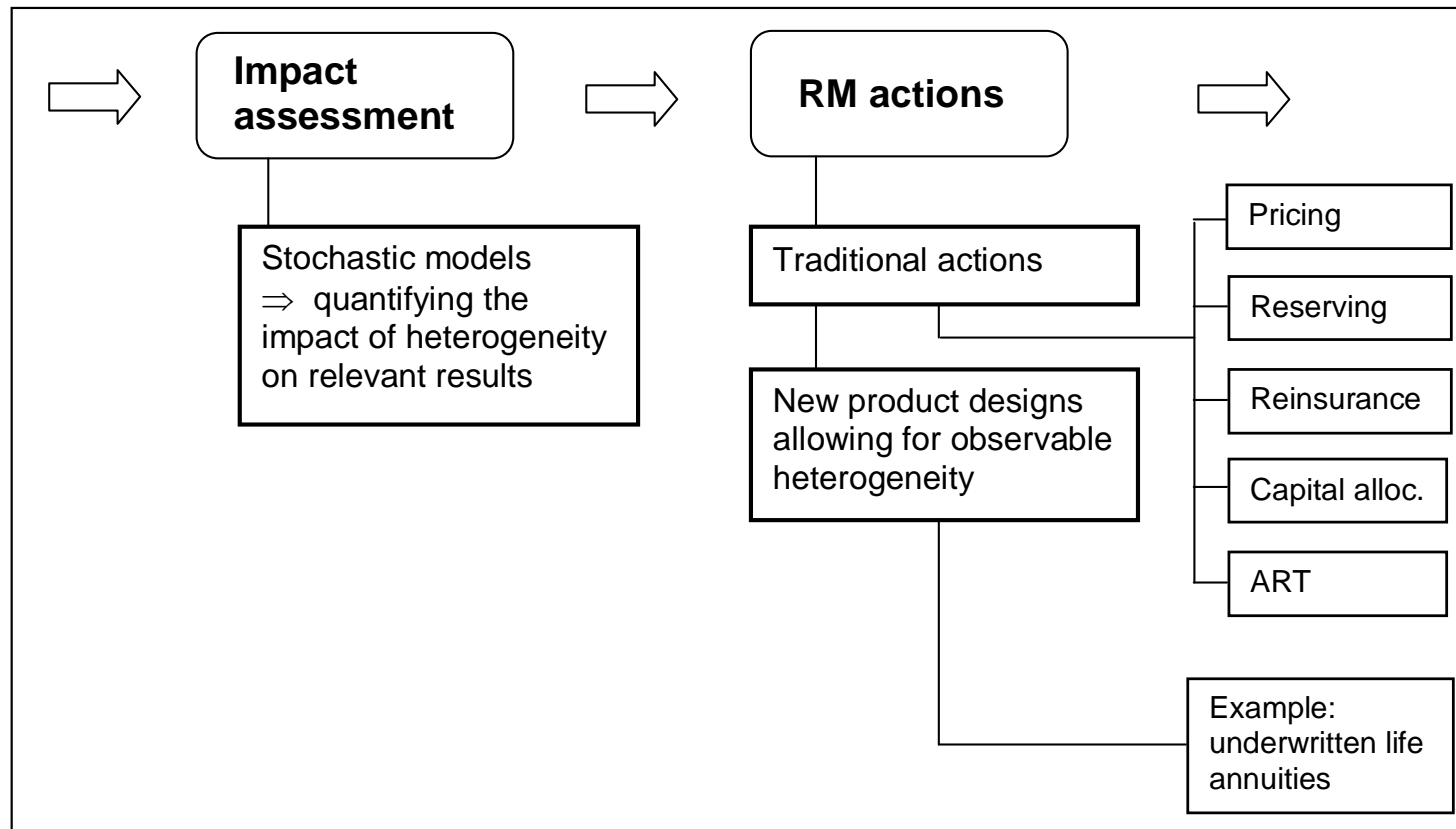 Impact
assessment
RM actions
Stochastic models
⇒ quantifying the
impact of heterogeneity
on relevant results
Traditional actions
New product designs
allowing for observable
heterogeneity
Pricing
Reserving
Reinsurance
Capital alloc.
ART
Example:
underwritten life
annuities